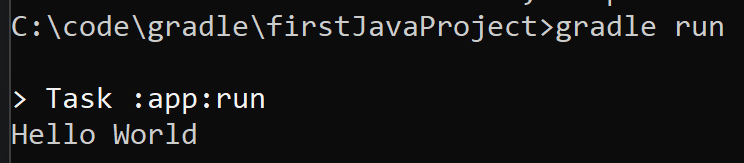 C:\code\gradle\firstJavaProject>gradle run
> Task :app:run
Hello World